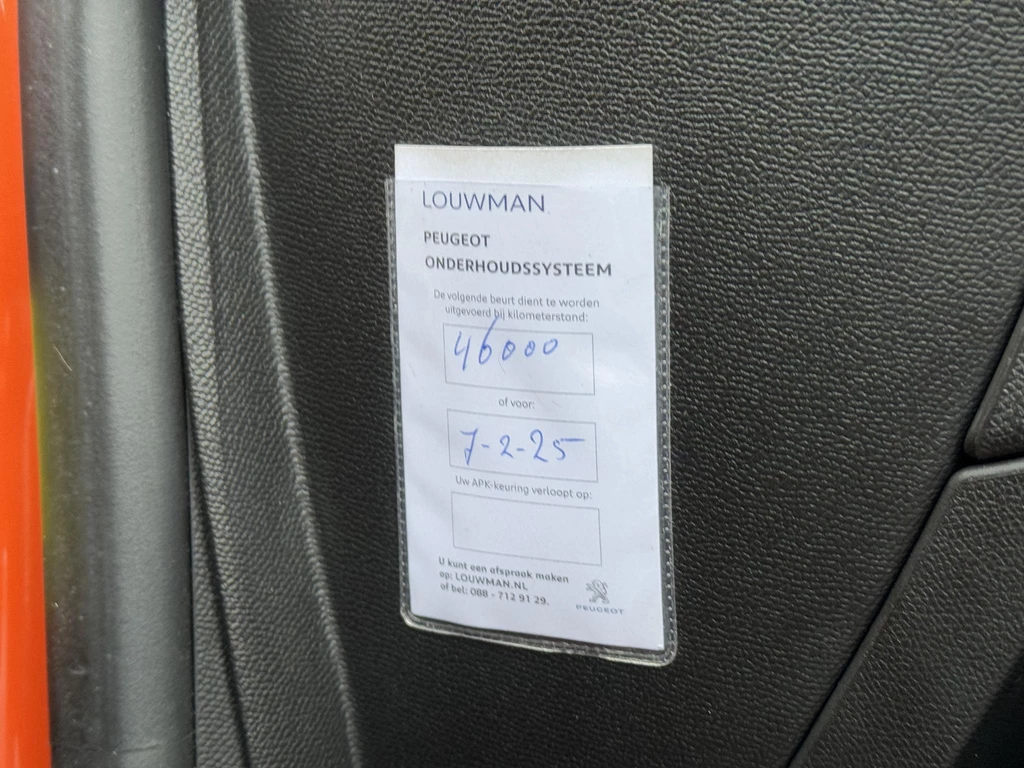 LOUWMAN
PEUGEOT
ONDERHOUDSSYSTEEM
De volgende beurt dient te worden
uitgevoerd bij kilometerstand:
46000
of voor:
7-2-25
Uw APK-keuring verloopt op:
U kunt een afspraak maken
op: LOUWMAN.NL
of bel: 088 - 712 91 29.
PEUGEOT